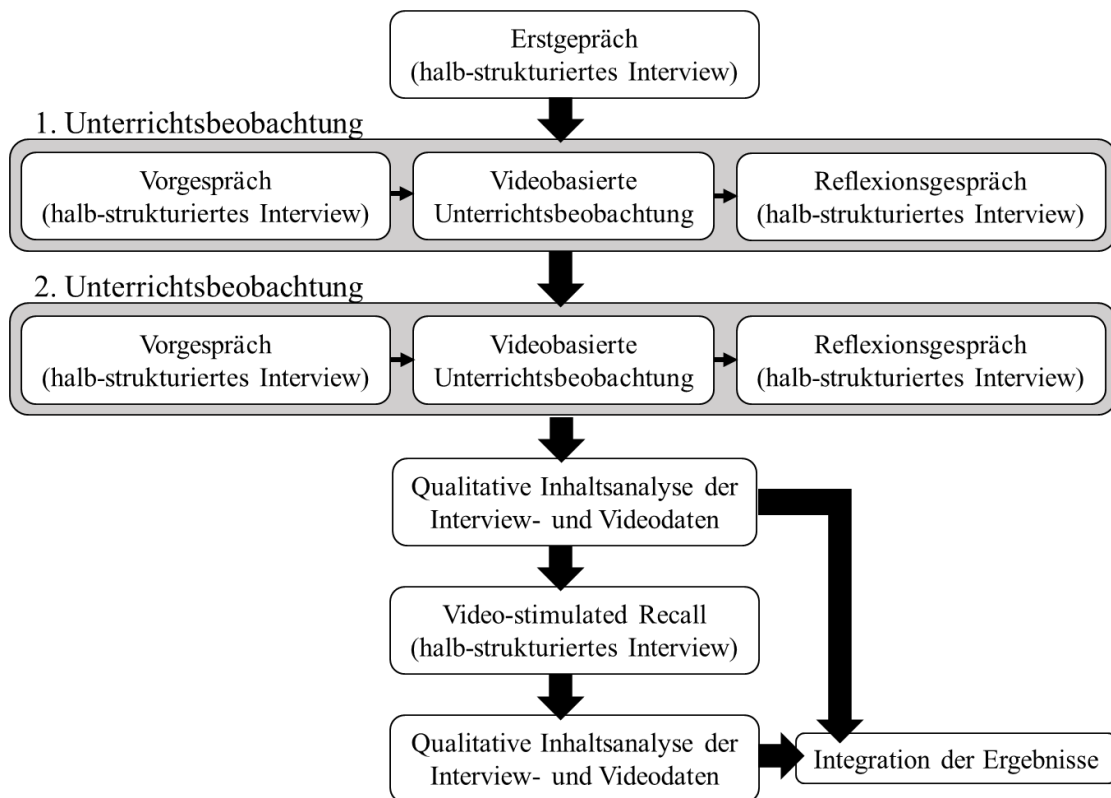 Erstgepräch
(halb-strukturiertes Interview)
1. Unterrichtsbeobachtung
Vorgespräch
(halb-strukturiertes Interview)
Videobasierte
Unterrichtsbeobachtung
Reflexionsgespräch
(halb-strukturiertes Interview)
2. Unterrichtsbeobachtung
Vorgespräch
(halb-strukturiertes Interview)
Videobasierte
Unterrichtsbeobachtung
Reflexionsgespräch
(halb-strukturiertes Interview)
Qualitative Inhaltsanalyse der
Interview- und Videodaten
Video-stimulated Recall
(halb-strukturiertes Interview)
Qualitative Inhaltsanalyse der
Interview- und Videodaten
Integration der Ergebnisse